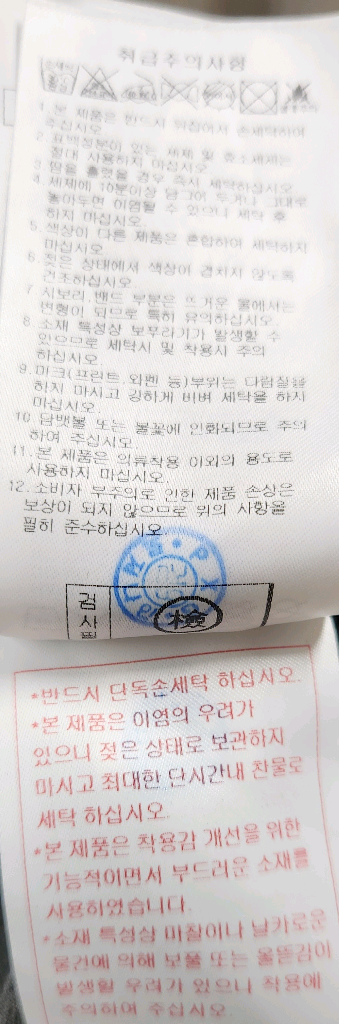 취급주의사항
1. 본 제품은 반드시 뒤집어서 손세탁하여
주십시오.
2. 표백성분이 있는 세제 및 효소세제는
절대 사용하지 마십시오.
3. 땀을 흘렸을 경우 즉시 세탁하십시오.
4. 세제에 10분이상 담그어 두거나 그대로
놓아두면 이염될 수 있으니 세탁 후
하지 마십시오.
5. 색상이 다른 제품은 혼합하여 세탁하지
마십시오.
6. 젖은 상태에서 색상이 겹치지 않도록
건조하십시오.
7. 시보리,밴드 부분은 뜨거운 물에서는
변형이 되므로 특히 유의하십시오.
8. 소재 특성상 보푸라기가 발생할 수
있으므로 세탁시 및 착용시 주의
하십시오.
9. 마크(프린트,와펜 등)부위는 다림질을
하지 마시고 강하게 비벼 세탁을 하지
마십시오.
10. 담뱃불 또는 불꽃에 인화되므로 주의
하여 주십시오.
11. 본 제품은 의류착용 이외의 용도로
사용하지 마십시오.
12. 소비자 부주의로 인한 제품 손상은
보상이 되지 않으므로 위의 사항을
필히 준수하십시오.
검사필
檢
*반드시 단독손세탁 하십시오.
*본 제품은 이염의 우려가
있으니 젖은 상태로 보관하지
마시고 최대한 단시간내 찬물로
세탁 하십시오.
*본 제품은 착용감 개선을 위한
기능적이면서 부드러운 소재를
사용하였습니다.
*소재 특성상 마찰이나 날카로운
물건에 의해 보풀 또는 올뜯김이
발생할 우려가 있으니 착용에
주의하여 주십시오.